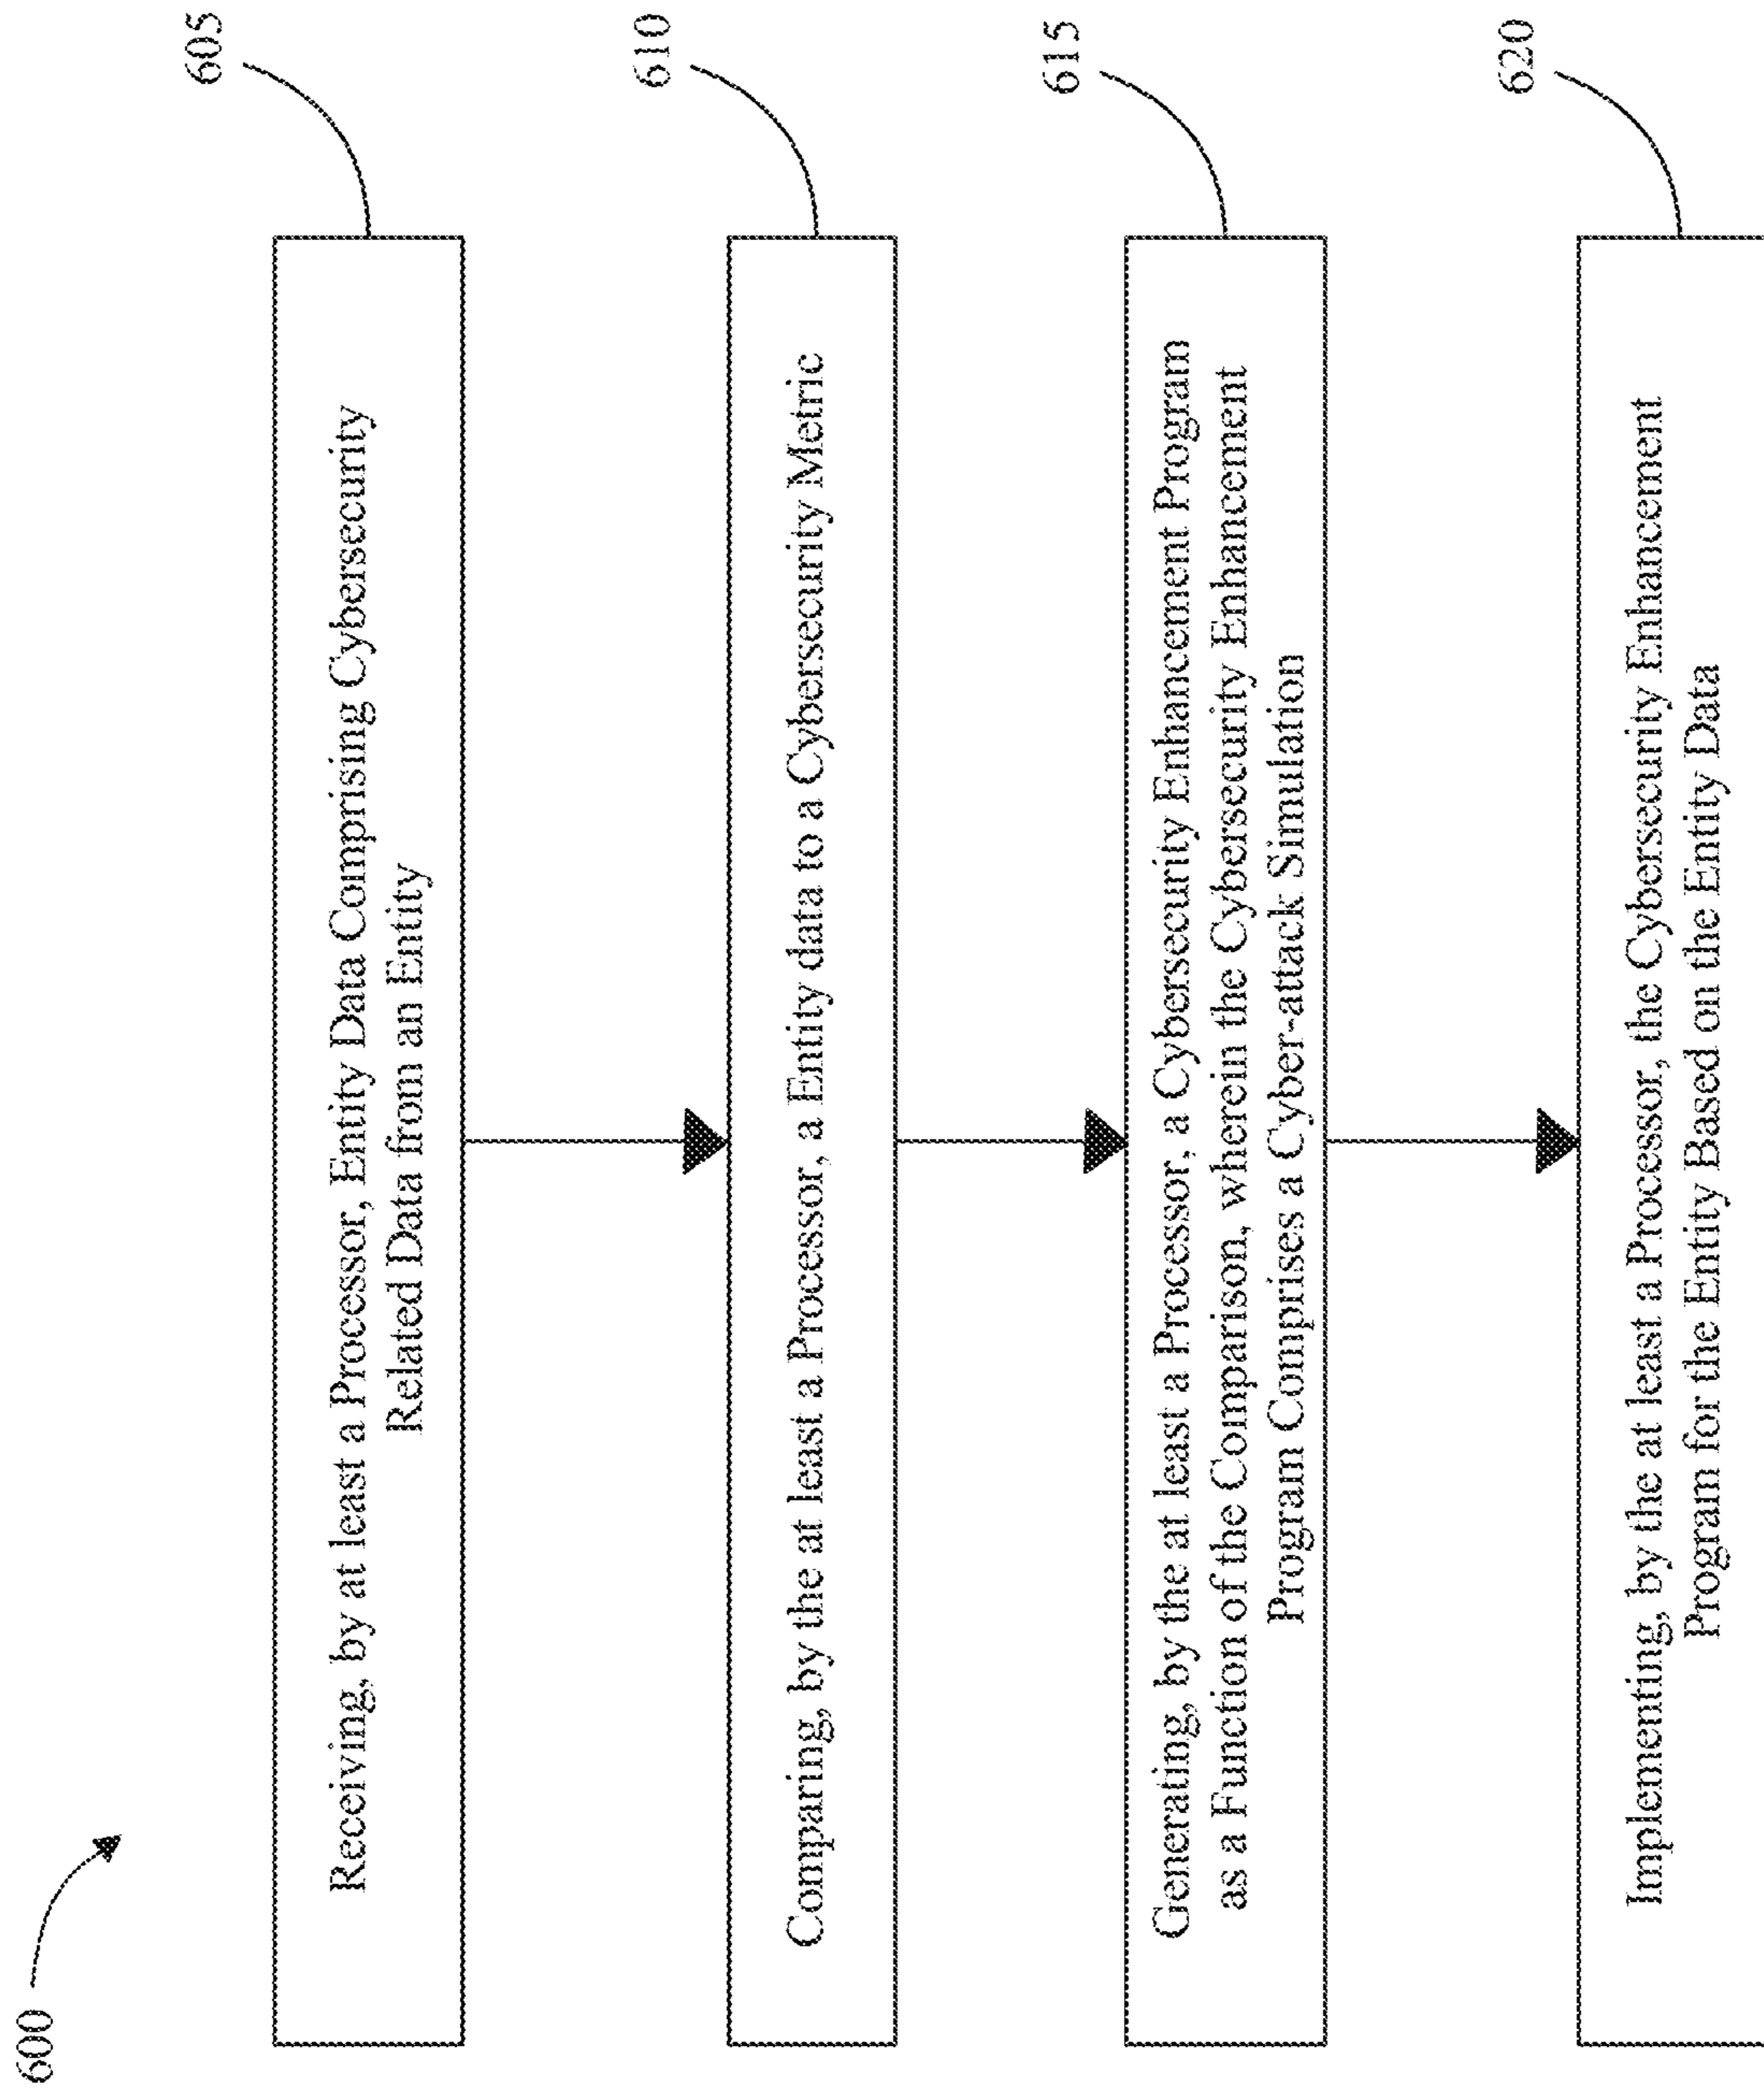 600
605
Receiving, by at least a Processor, Entity Data Comprising Cybersecurity
Related Data from an Entity
610
Comparing, by the at least a Processor, a Entity data to a Cybersecurity Metric
615
Generating, by the at least a Processor, a Cybersecurity Enhancement Program
as a Function of the Comparison, wherein the Cybersecurity Enhancement
Program Comprises a Cyber-attack Simulation
620
Implementing, by the at least a Processor, the Cybersecurity Enhancement
Program for the Entity Based on the Entity Data